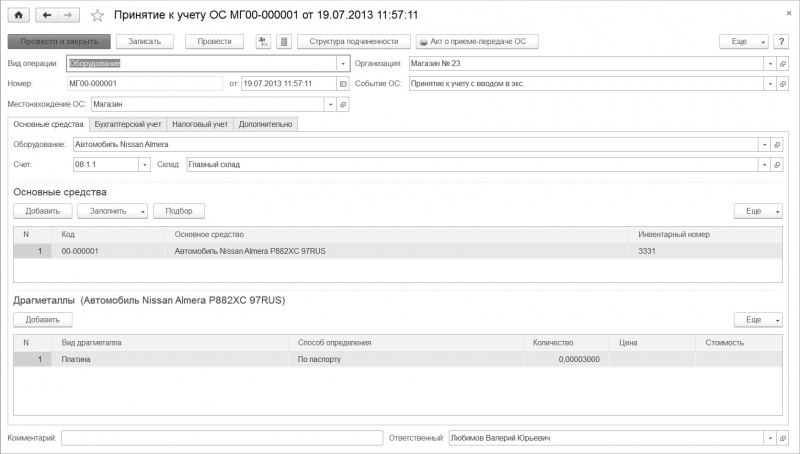 Принятие к учету ОС МГ00-000001 от 19.07.2013 11:57:11
Провести и закрыть Записать Провести Структура подчиненности Акт о приеме-передаче ОС Еще ?
Вид операции: Оборудование Организация: Магазин № 23
Номер: МГ00-000001 от: 19.07.2013 11:57:11 Событие ОС: Принятие к учету с вводом в экс.
Местонахождение ОС: Магазин
Основные средства Бухгалтерский учет Налоговый учет Дополнительно
Оборудование: Автомобиль Nissan Almera
Счет: 08.1.1 Склад: Главный склад
Основные средства
Добавить Заполнить Подбор Еще
N Код Основное средство Инвентарный номер
1 00-000001 Автомобиль Nissan Almera P882XC 97RUS 3331
Драгметаллы (Автомобиль Nissan Almera P882XC 97RUS)
Добавить Еще
N Вид драгметалла Способ определения Количество Цена Стоимость
1 Платина По паспорту 0,00003000
Комментарий: Ответственный: Любимов Валерий Юрьевич